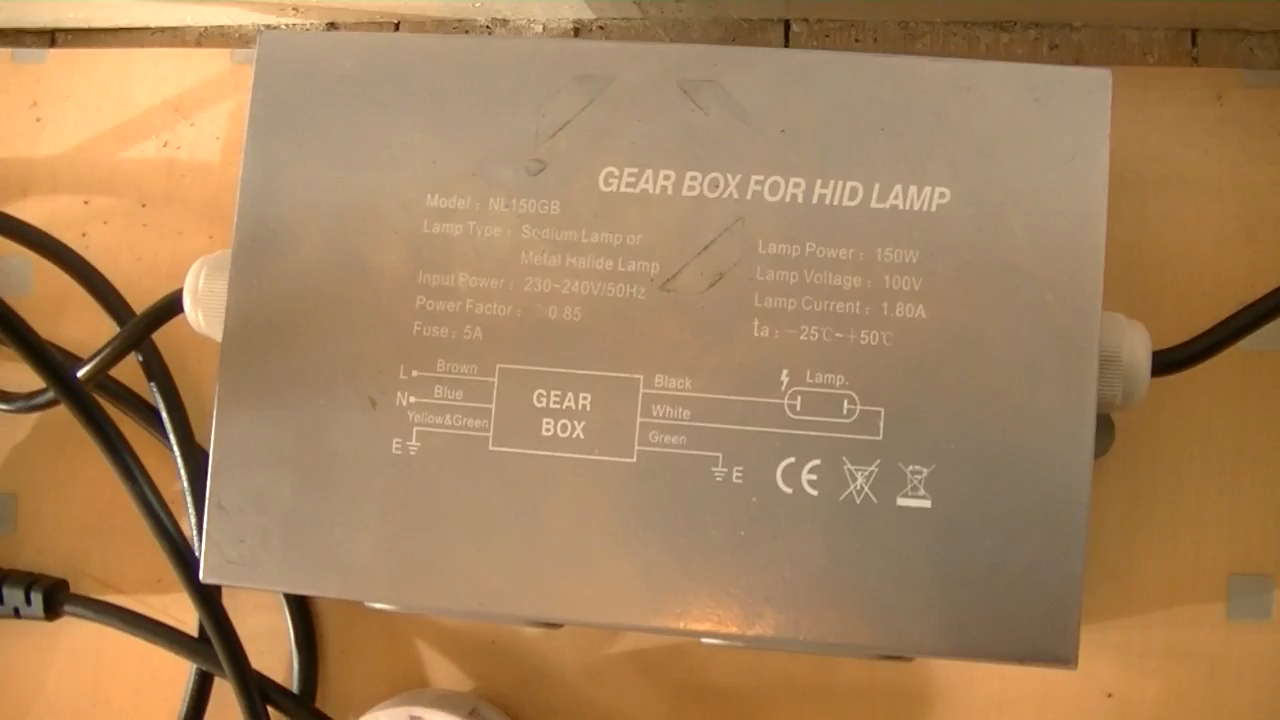 GEAR BOX FOR HID LAMP
Model : NL150GB
Lamp Type : Sodium Lamp or
Metal Halide Lamp
Input Power : 230~240V/50Hz
Power Factor : 0.85
Fuse : 5A
Lamp Power : 150W
Lamp Voltage : 100V
Lamp Current : 1.80A
ta : -25℃~+50℃
L Brown
N Blue
Yellow&Green
E
GEAR
BOX
Black
White
Green
E
Lamp.
CE
F